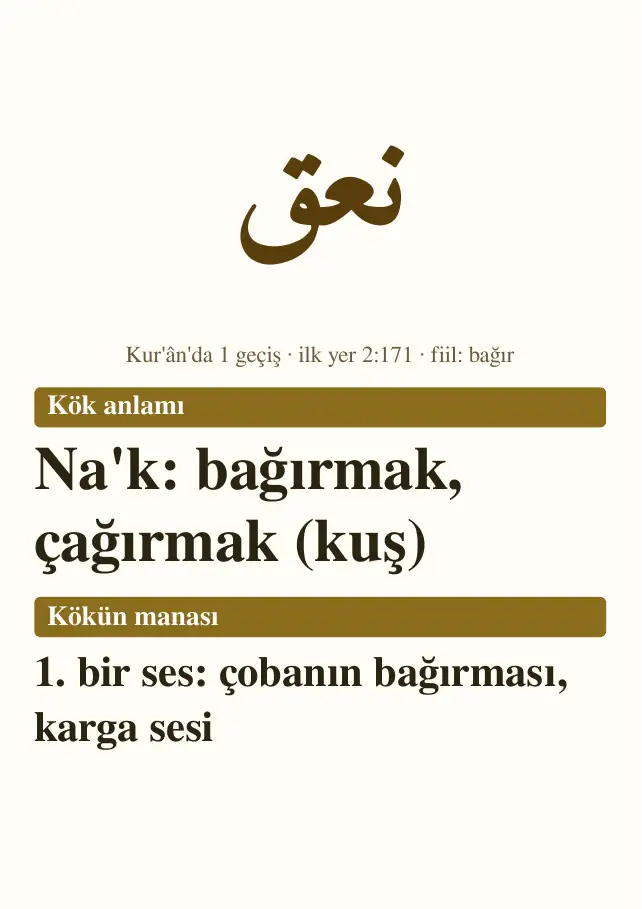 نعق
Kur'ân'da 1 geçiş · ilk yer 2:171 · fiil: bağır
Kök anlamı
Na'k: bağırmak,
çağırmak (kuş)
Kökün manası
1. bir ses: çobanın bağırması,
karga sesi